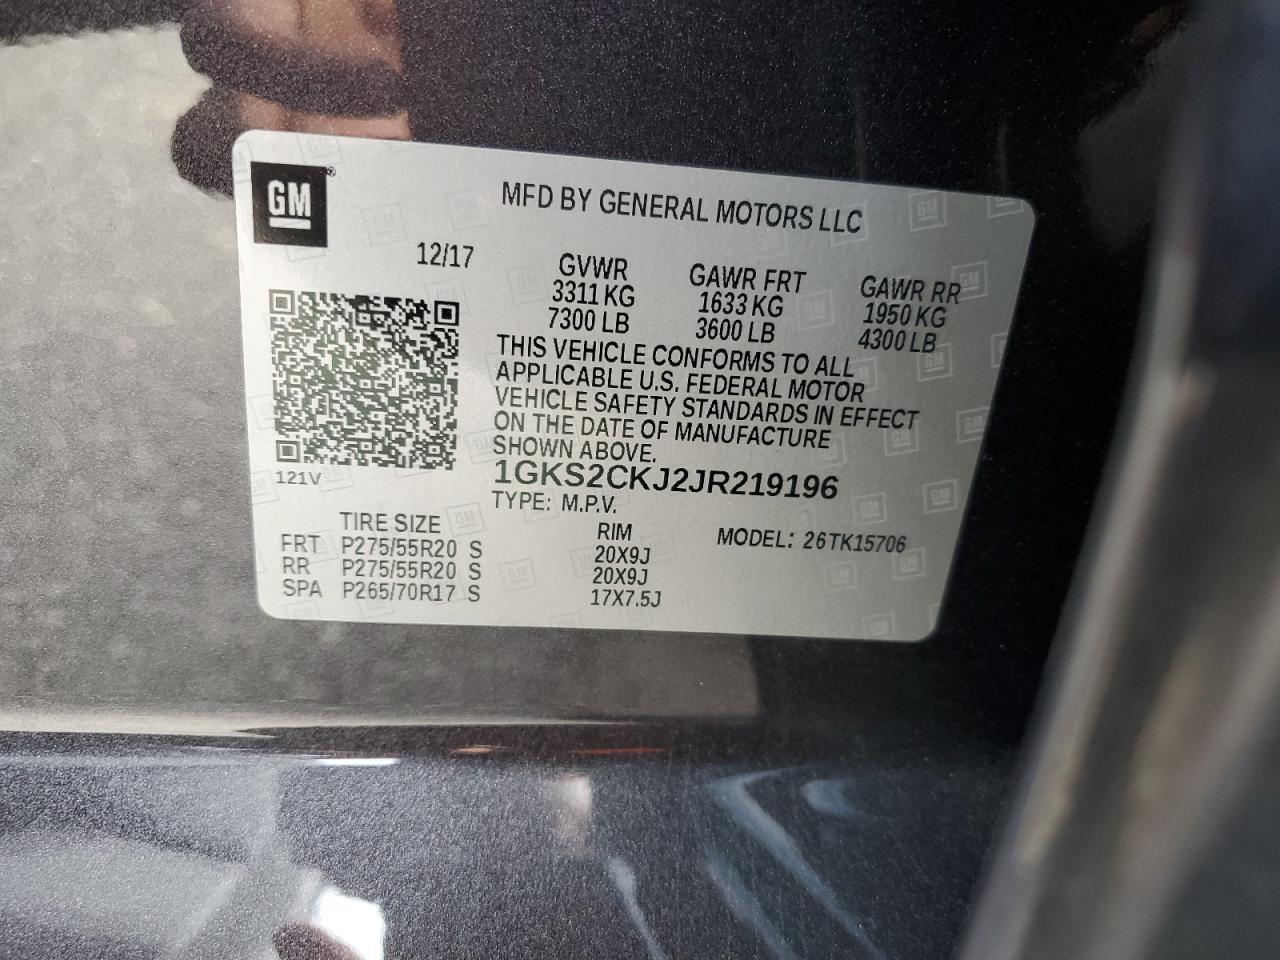 GM
MFD BY GENERAL MOTORS LLC
12/17
GVWR GAWR FRT GAWR RR
3311 KG 1633 KG 1950 KG
7300 LB 3600 LB 4300 LB
THIS VEHICLE CONFORMS TO ALL
APPLICABLE U.S. FEDERAL MOTOR
VEHICLE SAFETY STANDARDS IN EFFECT
ON THE DATE OF MANUFACTURE
SHOWN ABOVE.
121V
1GKS2CKJ2JR219196
TYPE: M.P.V.
TIRE SIZE RIM MODEL: 26TK15706
FRT P275/55R20 S 20X9J
RR P275/55R20 S 20X9J
SPA P265/70R17 S 17X7.5J